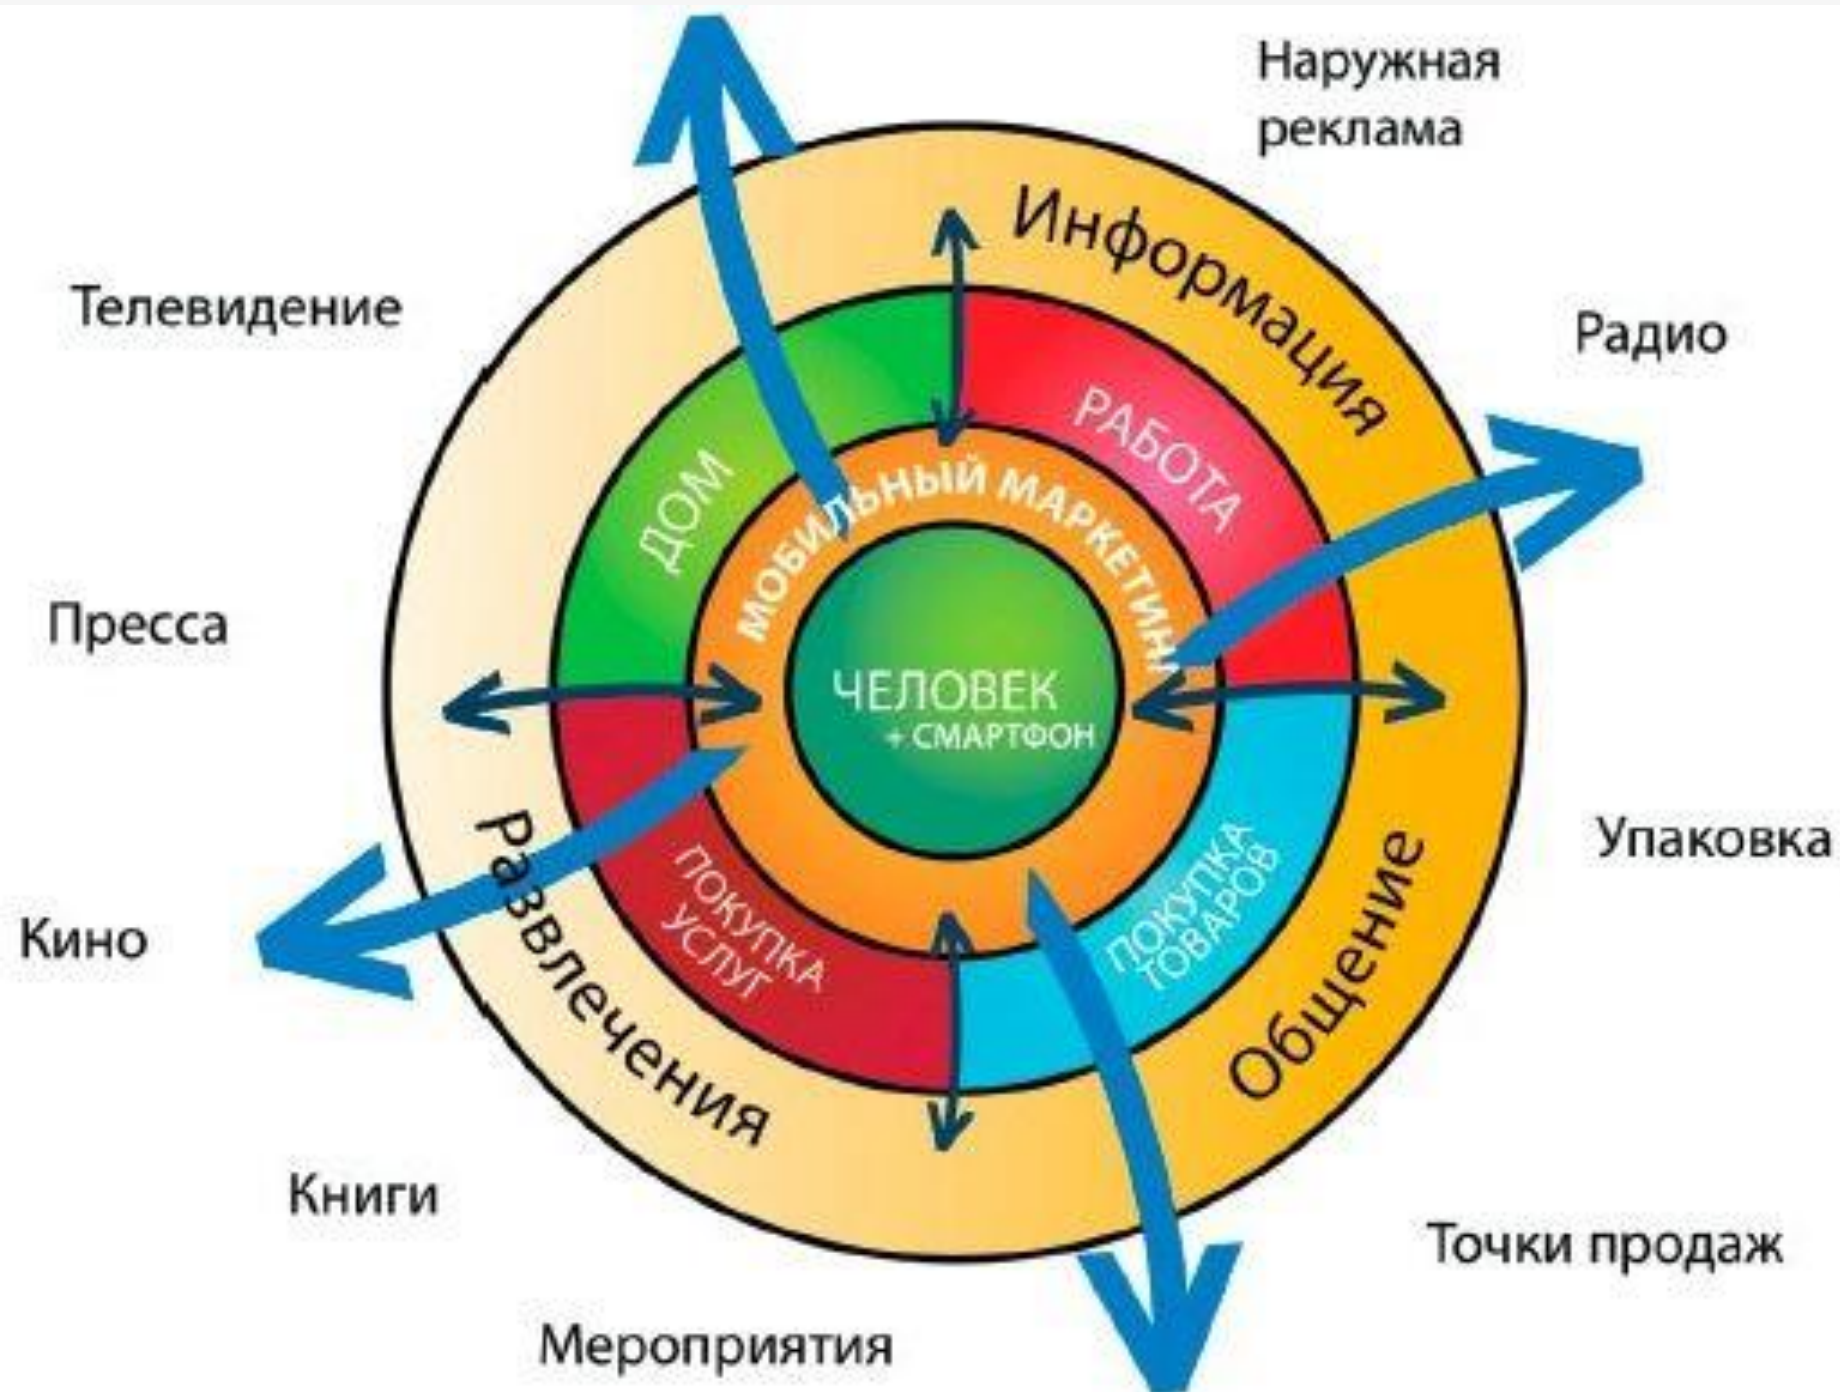 Наружная
реклама
Информация
Телевидение
Радио
РАБОТА
ДОМ
МОБИЛЬНЫЙ МАРКЕТИНГ
Пресса
ЧЕЛОВЕК
+ СМАРТФОН
Упаковка
ПОКУПКА
УСЛУГ
ПОКУПКА
ТОВАРОВ
Развлечения
Общение
Кино
Книги
Точки продаж
Мероприятия